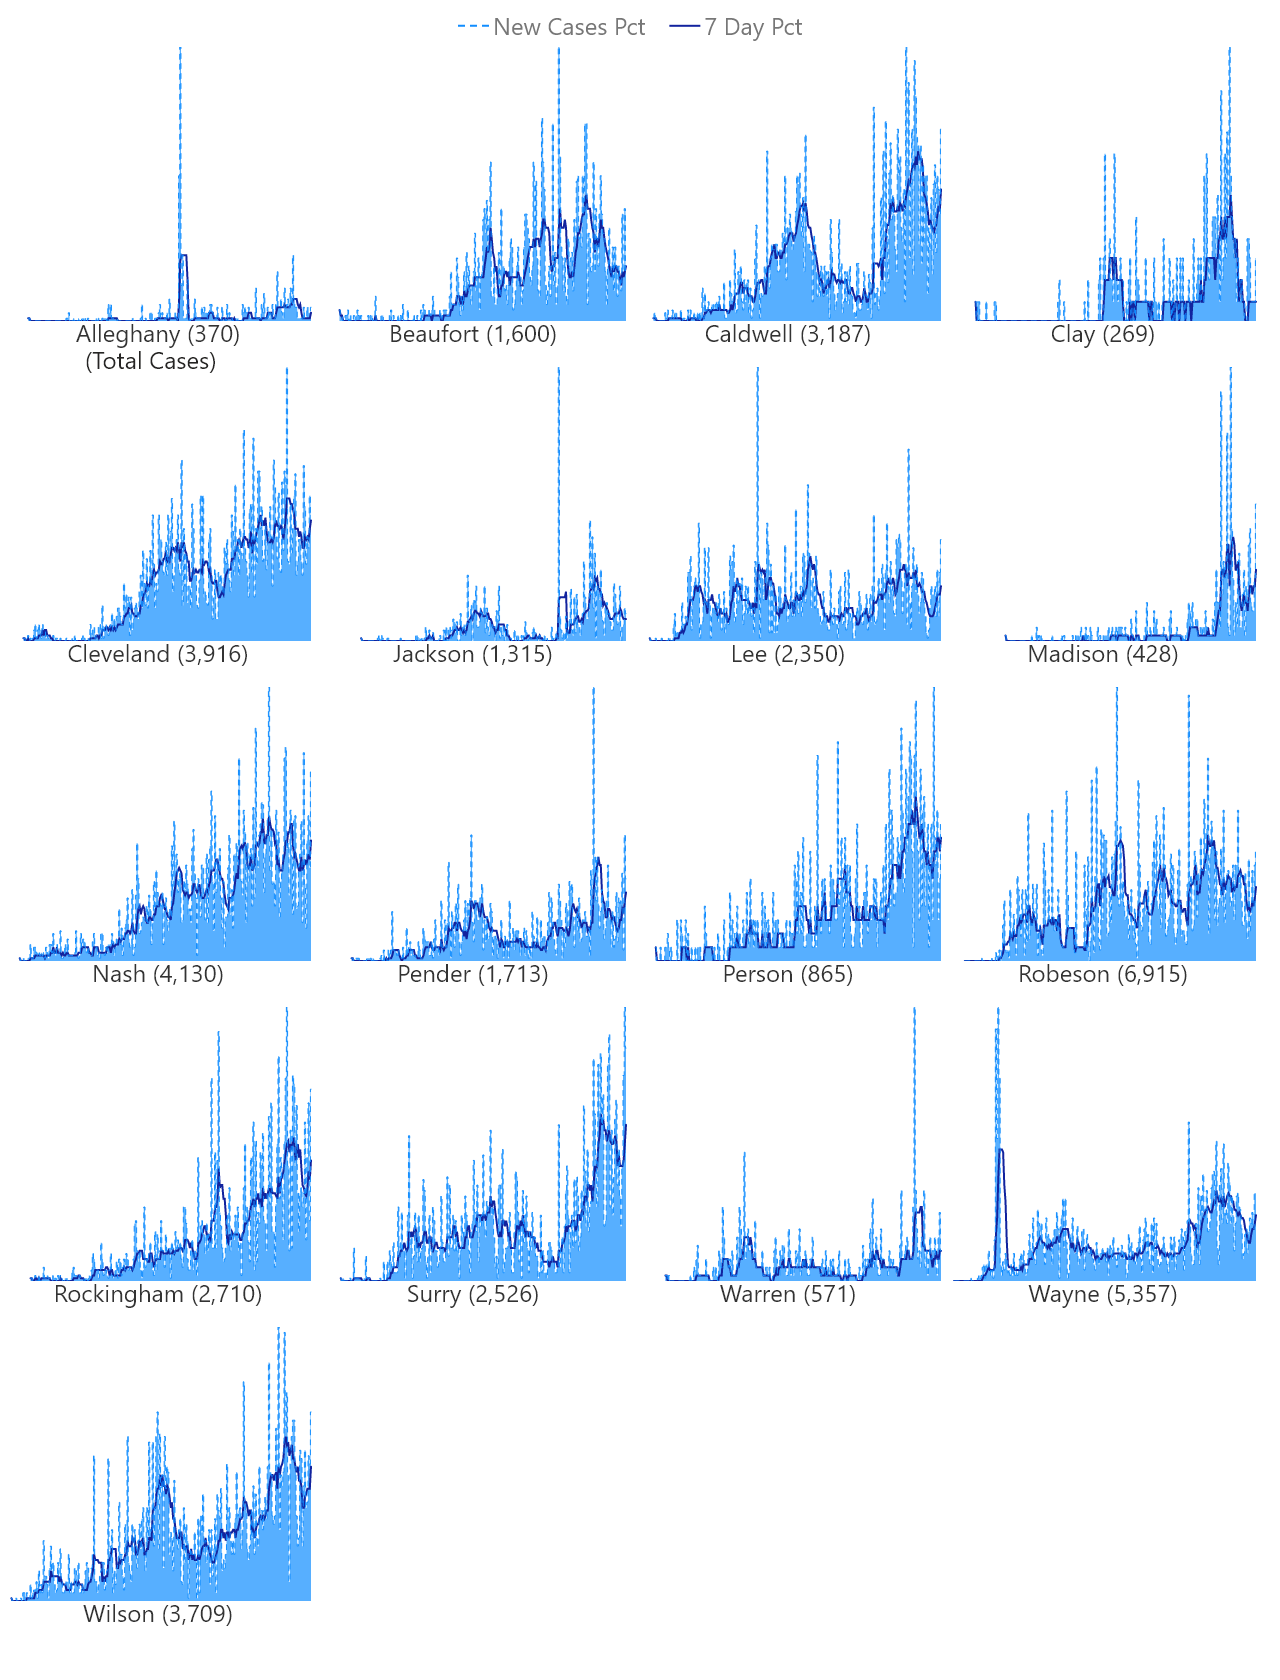 New Cases Pct 7 Day Pct
Alleghany (370) Beaufort (1,600) Caldwell (3,187) Clay (269)
(Total Cases)
Cleveland (3,916) Jackson (1,315) Lee (2,350) Madison (428)
Nash (4,130) Pender (1,713) Person (865) Robeson (6,915)
Rockingham (2,710) Surry (2,526) Warren (571) Wayne (5,357)
Wilson (3,709)